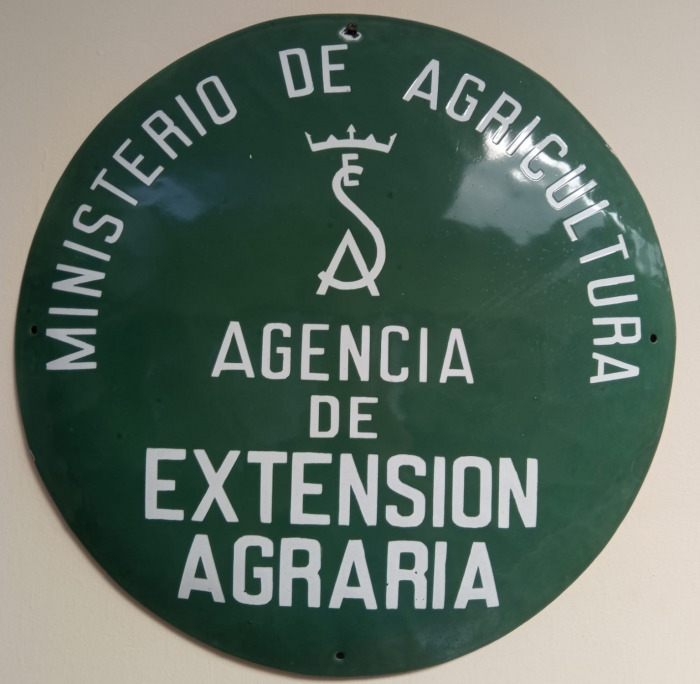 MINISTERIO DE AGRICULTURA
SEA
AGENCIA
DE
EXTENSION
AGRARIA